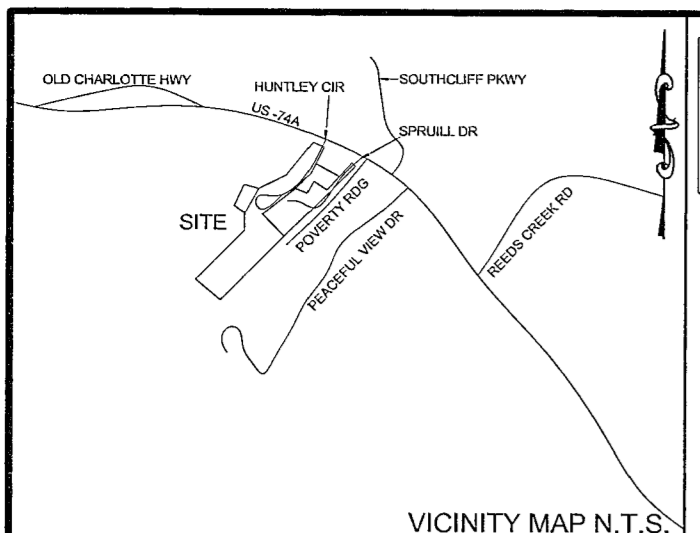 OLD CHARLOTTE HWY
HUNTLEY CIR
SOUTHCLIFF PKWY
US -74A
SPRUILL DR
SITE
POVERTY RDG
PEACEFUL VIEW DR
REEDS CREEK RD
VICINITY MAP N.T.S.